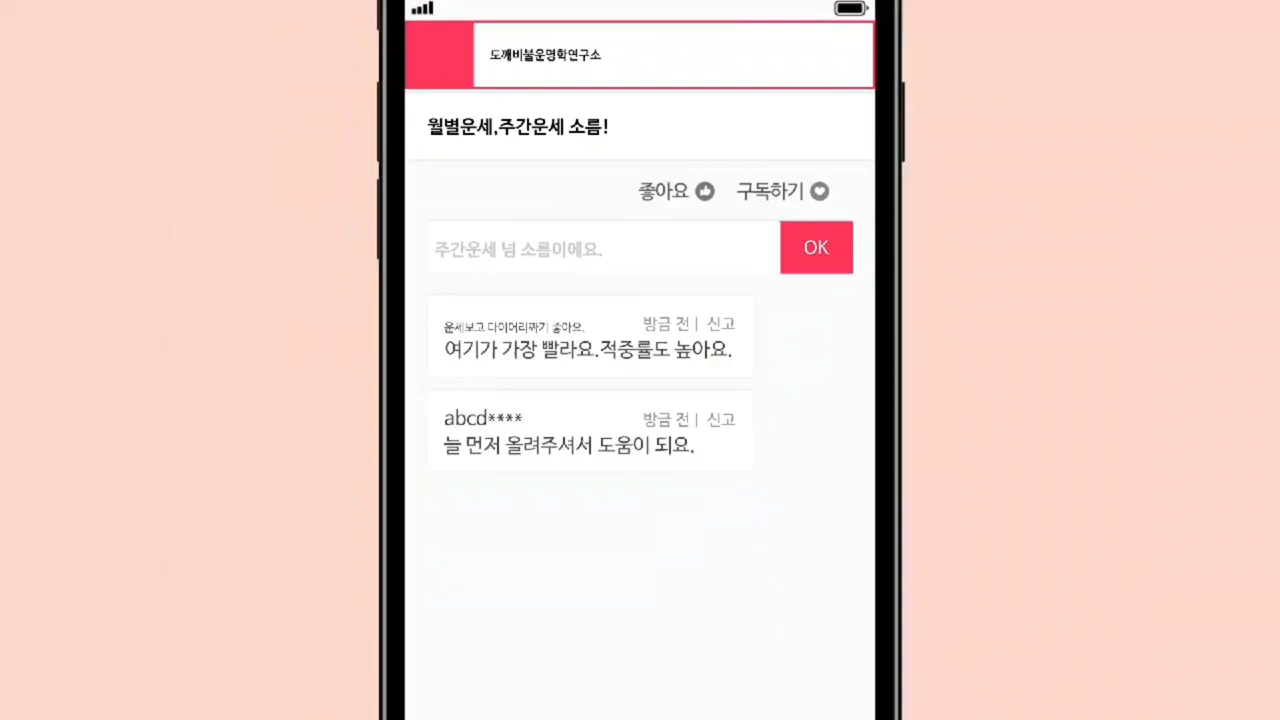 도깨비불운명학연구소
월별운세,주간운세 소름!
좋아요 구독하기
주간운세 넘 소름이에요.
OK
운세보고 다이어리짜기 좋아요. 방금 전 | 신고
여기가 가장 빨라요.적중률도 높아요.
abcd**** 방금 전 | 신고
늘 먼저 올려주셔서 도움이 되요.